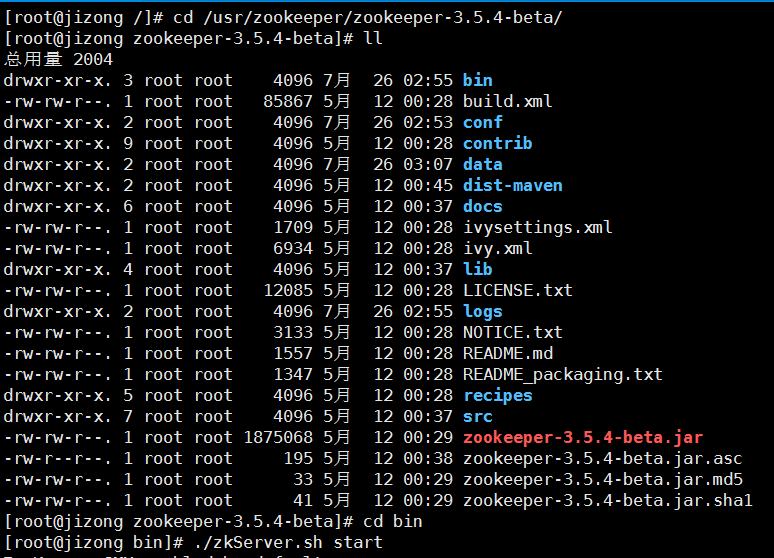 [root@jizong /]# cd /usr/zookeeper/zookeeper-3.5.4-beta/
[root@jizong zookeeper-3.5.4-beta]# ll
总用量 2004
drwxr-xr-x. 3 root root    4096 7月  26 02:55 bin
-rw-rw-r--. 1 root root   85867 5月  12 00:28 build.xml
drwxr-xr-x. 2 root root    4096 7月  26 02:53 conf
drwxr-xr-x. 9 root root    4096 5月  12 00:28 contrib
drwxr-xr-x. 2 root root    4096 7月  26 03:07 data
drwxr-xr-x. 2 root root    4096 5月  12 00:45 dist-maven
drwxr-xr-x. 6 root root    4096 5月  12 00:37 docs
-rw-rw-r--. 1 root root    1709 5月  12 00:28 ivysettings.xml
-rw-rw-r--. 1 root root    6934 5月  12 00:28 ivy.xml
drwxr-xr-x. 4 root root    4096 5月  12 00:37 lib
-rw-rw-r--. 1 root root   12085 5月  12 00:28 LICENSE.txt
drwxr-xr-x. 2 root root    4096 7月  26 02:55 logs
-rw-rw-r--. 1 root root    3133 5月  12 00:28 NOTICE.txt
-rw-rw-r--. 1 root root    1557 5月  12 00:28 README.md
-rw-rw-r--. 1 root root    1347 5月  12 00:28 README_packaging.txt
drwxr-xr-x. 5 root root    4096 5月  12 00:28 recipes
drwxr-xr-x. 7 root root    4096 5月  12 00:37 src
-rw-rw-r--. 1 root root 1875068 5月  12 00:29 zookeeper-3.5.4-beta.jar
-rw-r--r--. 1 root root     195 5月  12 00:38 zookeeper-3.5.4-beta.jar.asc
-rw-rw-r--. 1 root root      33 5月  12 00:29 zookeeper-3.5.4-beta.jar.md5
-rw-rw-r--. 1 root root      41 5月  12 00:29 zookeeper-3.5.4-beta.jar.sha1
[root@jizong zookeeper-3.5.4-beta]# cd bin
[root@jizong bin]# ./zkServer.sh start